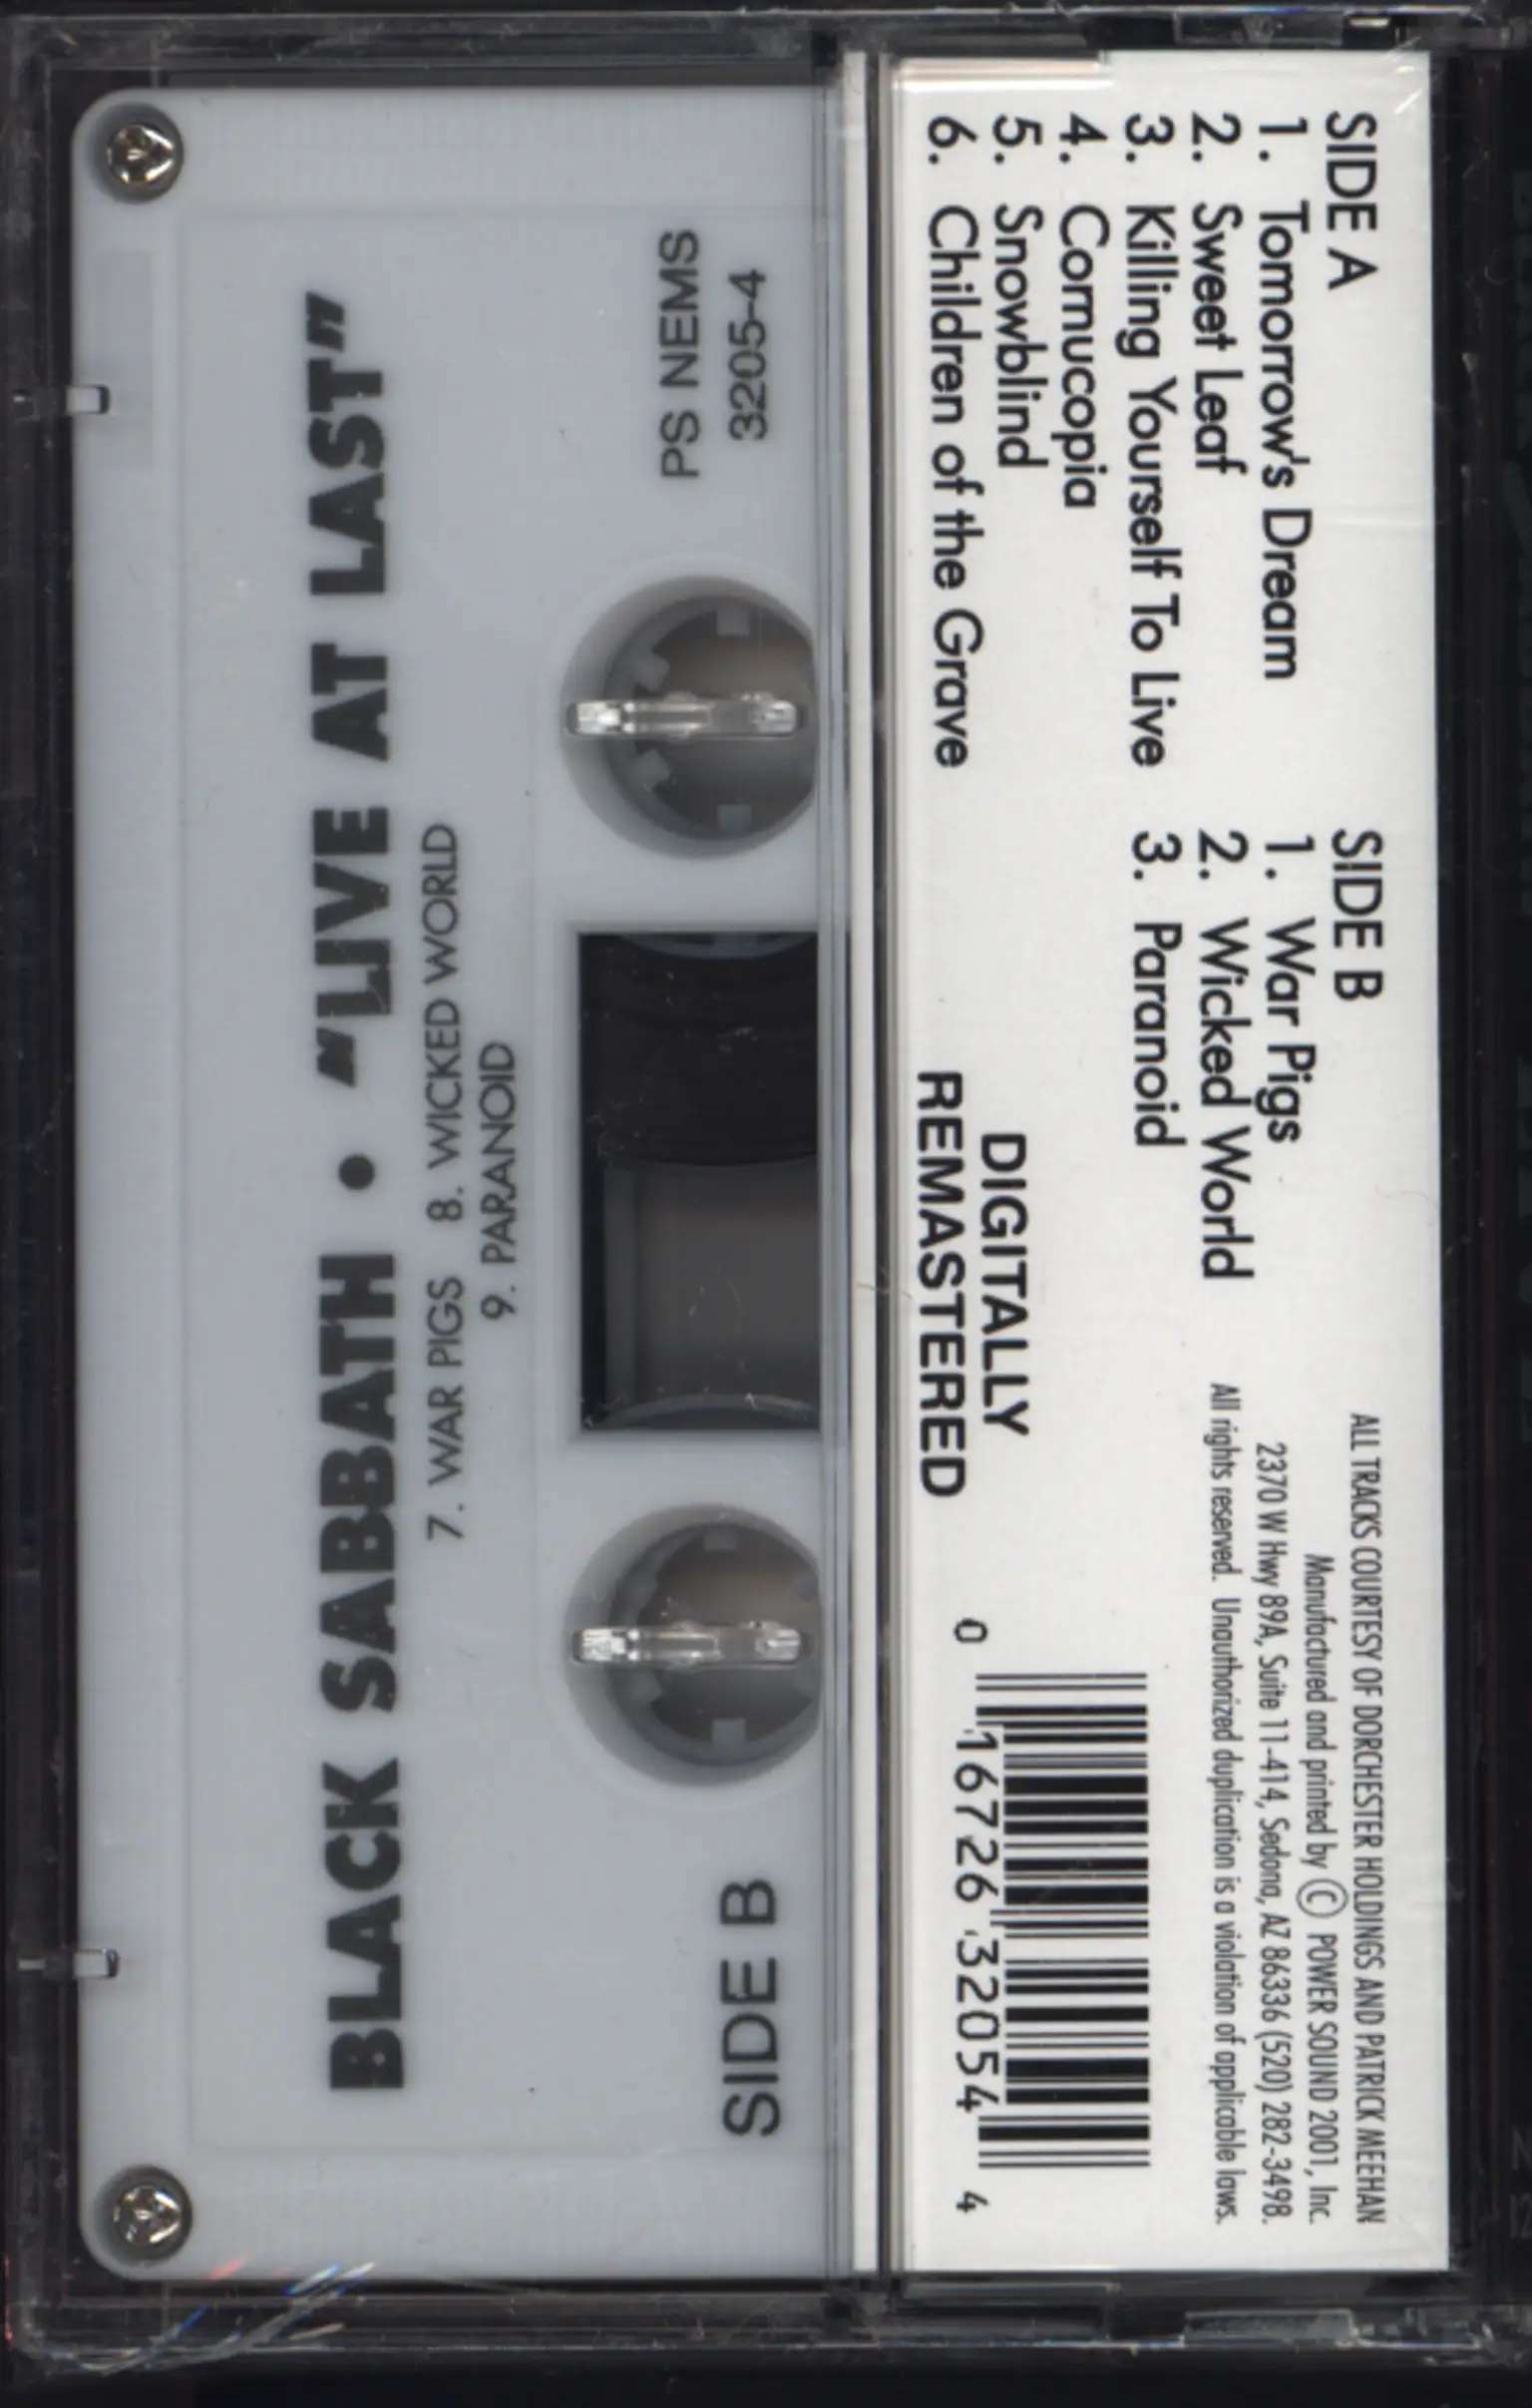 SIDE A
1. Tomorrow's Dream
2. Sweet Leaf
3. Killing Yourself To Live
4. Cornucopia
5. Snowblind
6. Children of the Grave
SIDE B
1. War Pigs
2. Wicked World
3. Paranoid
DIGITALLY
REMASTERED
ALL TRACKS COURTESY OF DORCHESTER HOLDINGS AND PATRICK MEEHAN
Manufactured and printed by © POWER SOUND 2001, Inc.
2370 W Hwy 89A, Suite 11-414, Sedona, AZ 86336 (520) 282-3498.
All rights reserved. Unauthorized duplication is a violation of applicable laws.
0 16726 32054 4
BLACK SABBATH • "LIVE AT LAST"
7. WAR PIGS 8. WICKED WORLD
9. PARANOID
PS NEMS
3205-4
SIDE B